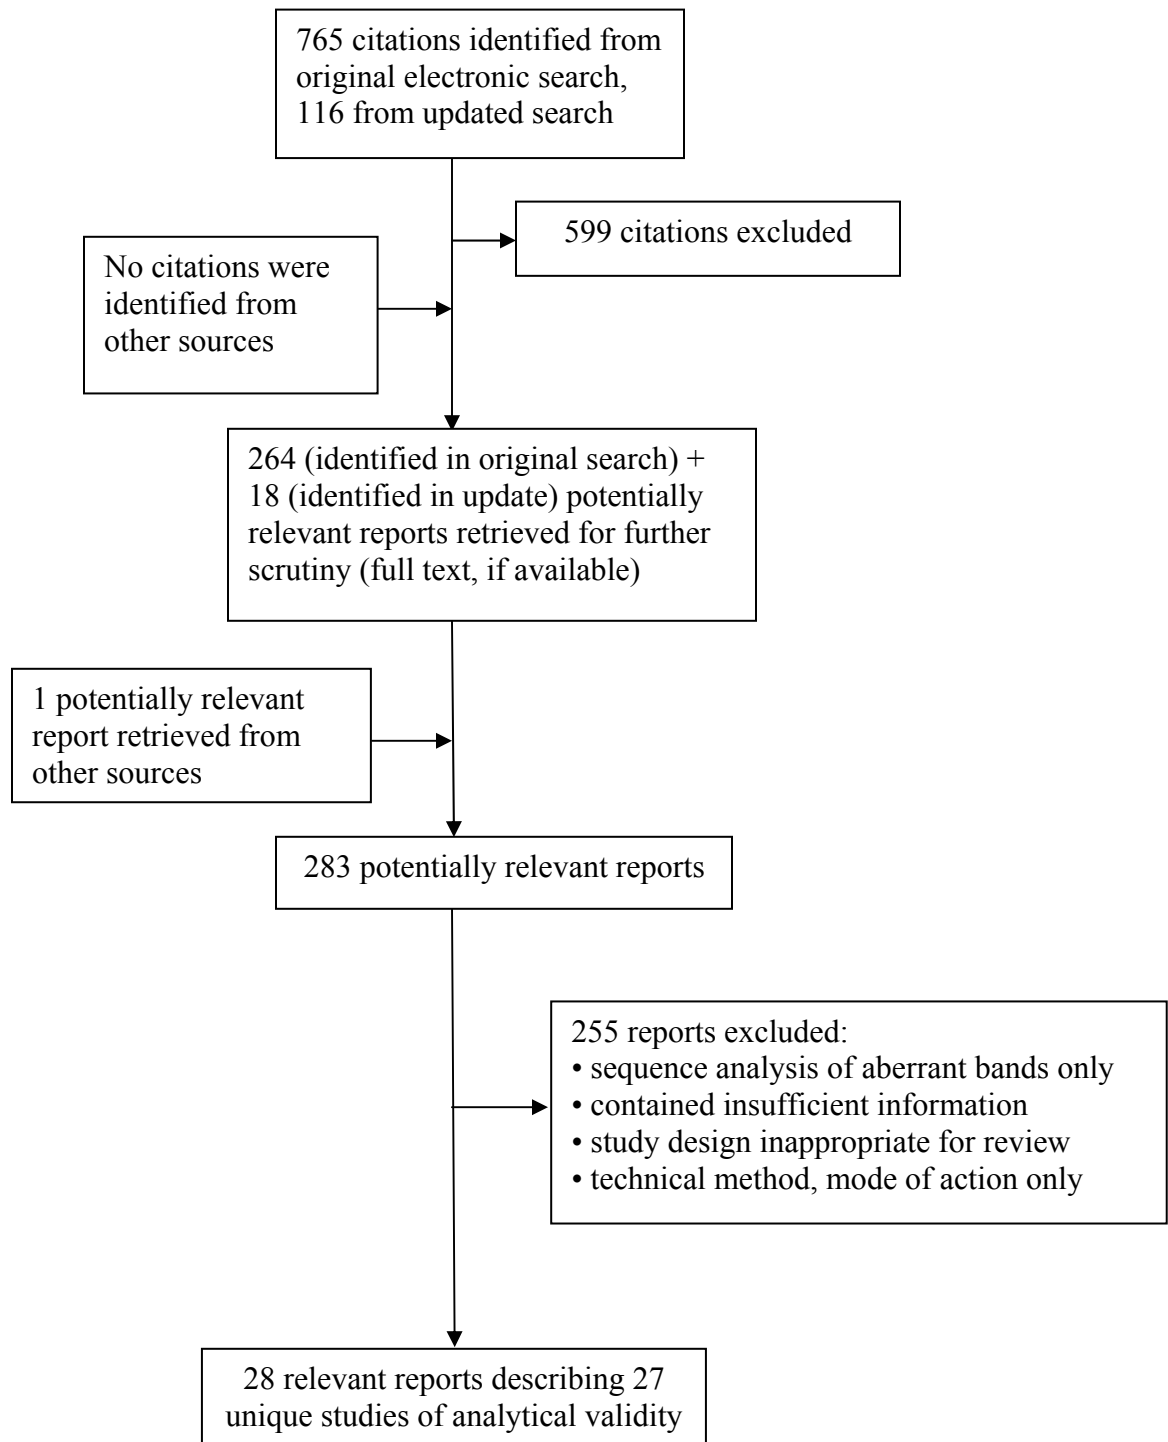 765 citations identified from
original electronic search,
116 from updated search
599 citations excluded
No citations were
identified from
other sources
264 (identified in original search) +
18 (identified in update) potentially
relevant reports retrieved for further
scrutiny (full text, if available)
1 potentially relevant
report retrieved from
other sources
283 potentially relevant reports
255 reports excluded:
• sequence analysis of aberrant bands only
• contained insufficient information
• study design inappropriate for review
• technical method, mode of action only
28 relevant reports describing 27
unique studies of analytical validity